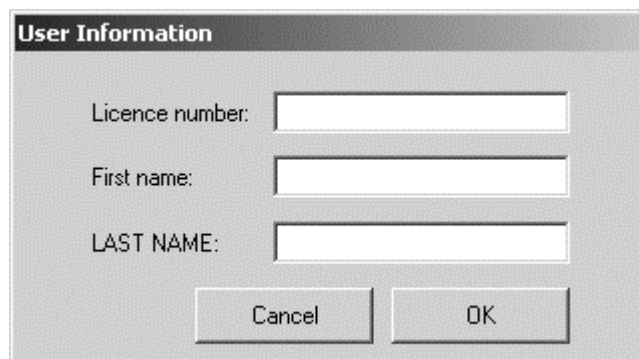 User Information
Licence number:
First name:
LAST NAME:
Cancel OK